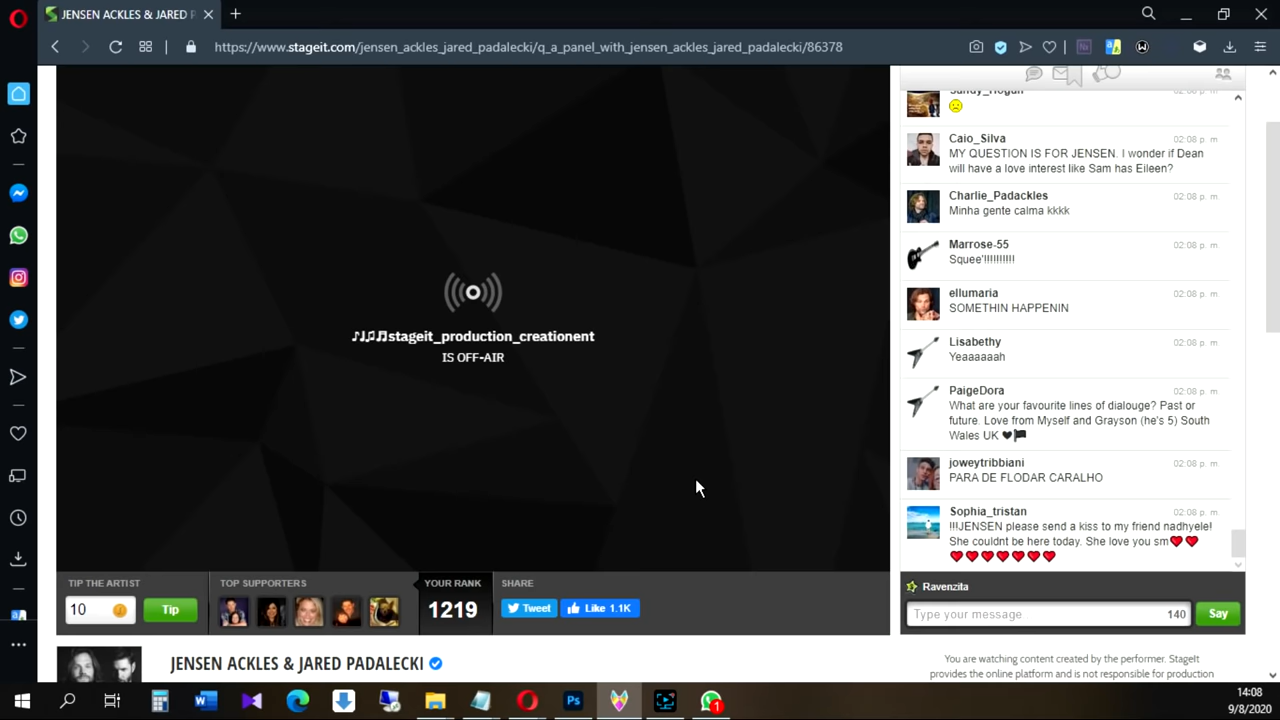 JENSEN ACKLES & JARED P
https://www.stageit.com/jensen_ackles_jared_padalecki/q_a_panel_with_jensen_ackles_jared_padalecki/86378
Sandy_Hogan
02:08 p. m.
Caio_Silva
02:08 p. m.
MY QUESTION IS FOR JENSEN. I wonder if Dean
will have a love interest like Sam has Eileen?
Charlie_Padackles
02:08 p. m.
Minha gente calma kkkk
Marrose-55
02:08 p. m.
Squee'!!!!!!!!!!
ellumaria
02:08 p. m.
SOMETHIN HAPPENIN
Lisabethy
02:08 p. m.
Yeaaaaaah
PaigeDora
02:08 p. m.
What are your favourite lines of dialouge? Past or
future. Love from Myself and Grayson (he's 5) South
Wales UK
joweytribbiani
02:08 p. m.
PARA DE FLODAR CARALHO
Sophia_tristan
02:08 p. m.
!!!JENSEN please send a kiss to my friend nadhyele!
She couldnt be here today. She love you sm
♪♩♫♬stageit_production_creationent
IS OFF-AIR
TIP THE ARTIST
10
Tip
TOP SUPPORTERS
YOUR RANK
1219
SHARE
Tweet
Like 1.1K
Ravenzita
Type your message
140
Say
JENSEN ACKLES & JARED PADALECKI
You are watching content created by the performer. StageIt
provides the online platform and is not responsible for production
14:08
9/8/2020
1